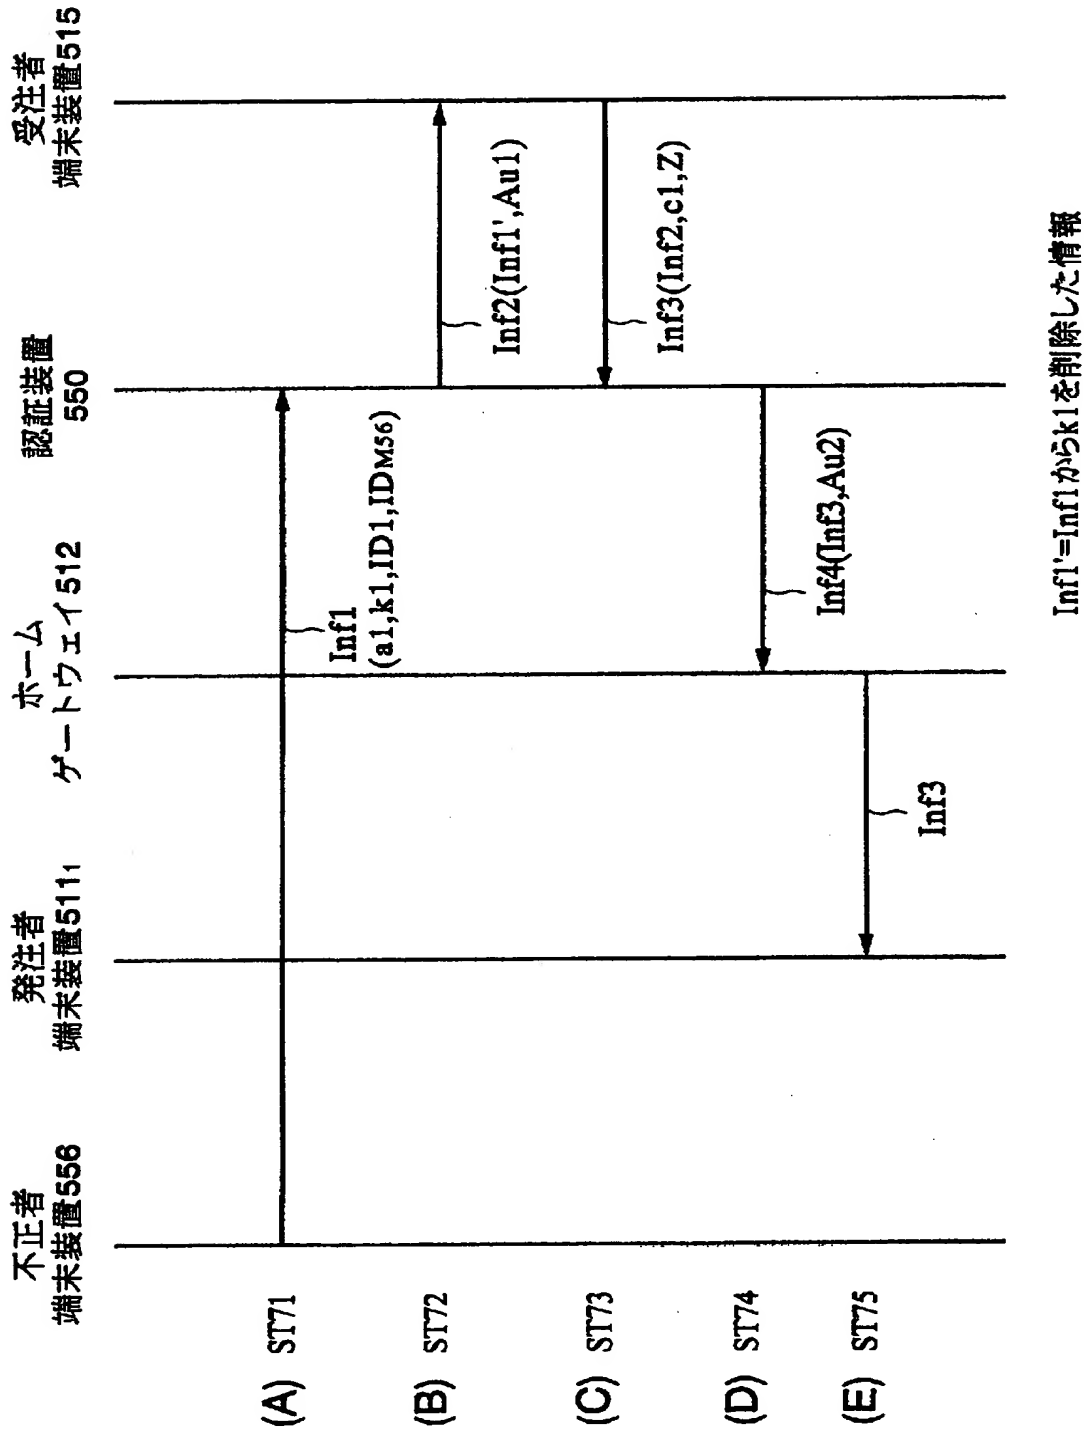 不正者
端末装置556
発注者
端末装置511₁
ホーム
ゲートウェイ512
認証装置
550
受注者
端末装置515
(A) ST71
Inf1
(a1,k1,ID1,IDM56)
(B) ST72
Inf2(Inf1',Au1)
(C) ST73
Inf3(Inf2,c1,Z)
(D) ST74
Inf4(Inf3,Au2)
(E) ST75
Inf3
Inf1'=Inf1からk1を削除した情報